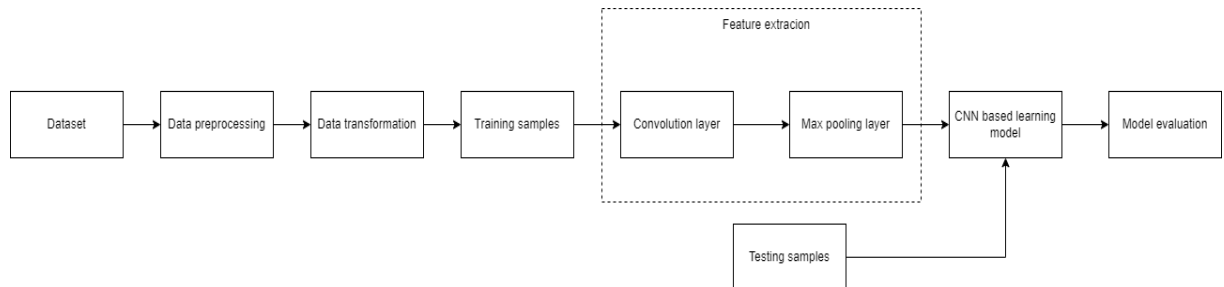 Feature extracion
Dataset
Data preprocessing
Data transformation
Training samples
Convolution layer
Max pooling layer
CNN based learning
model
Model evaluation
Testing samples